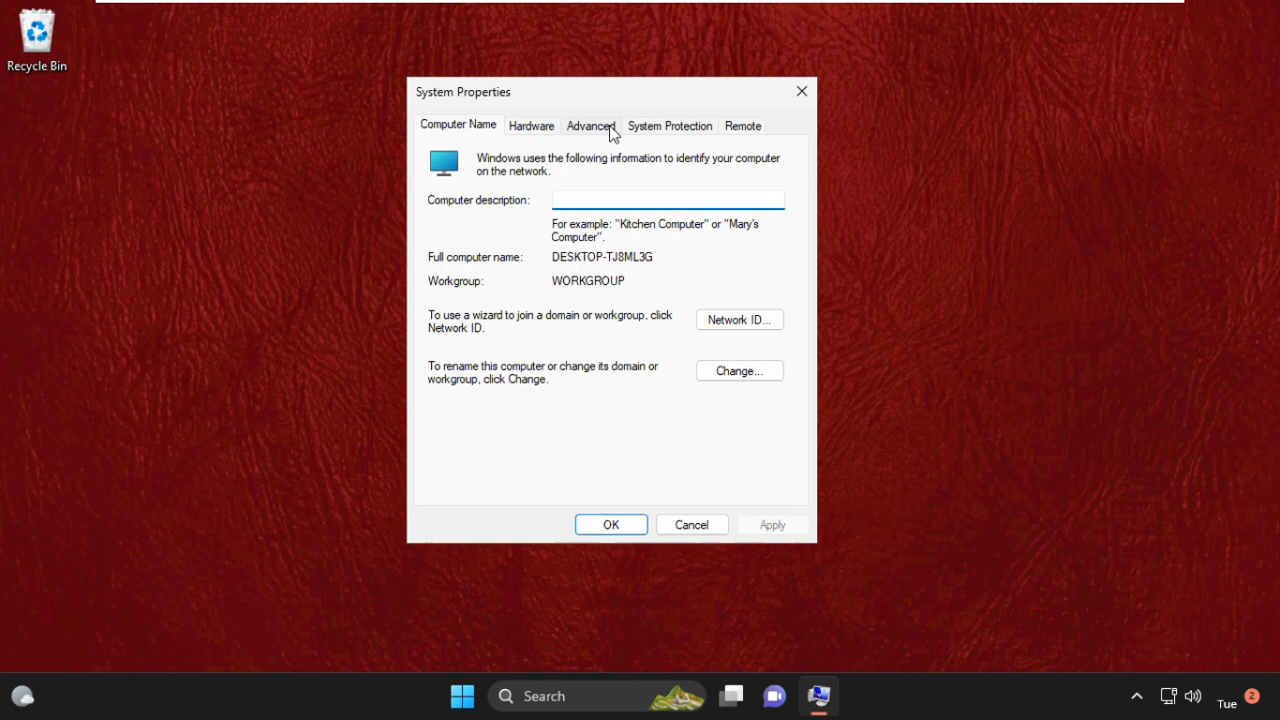 Recycle Bin
System Properties
Computer Name Hardware Advanced System Protection Remote
Windows uses the following information to identify your computer
on the network.
Computer description:
For example: "Kitchen Computer" or "Mary's
Computer".
Full computer name: DESKTOP-TJ8ML3G
Workgroup: WORKGROUP
To use a wizard to join a domain or workgroup, click
Network ID.
Network ID...
To rename this computer or change its domain or
workgroup, click Change.
Change...
OK Cancel Apply
Search
Tue 2